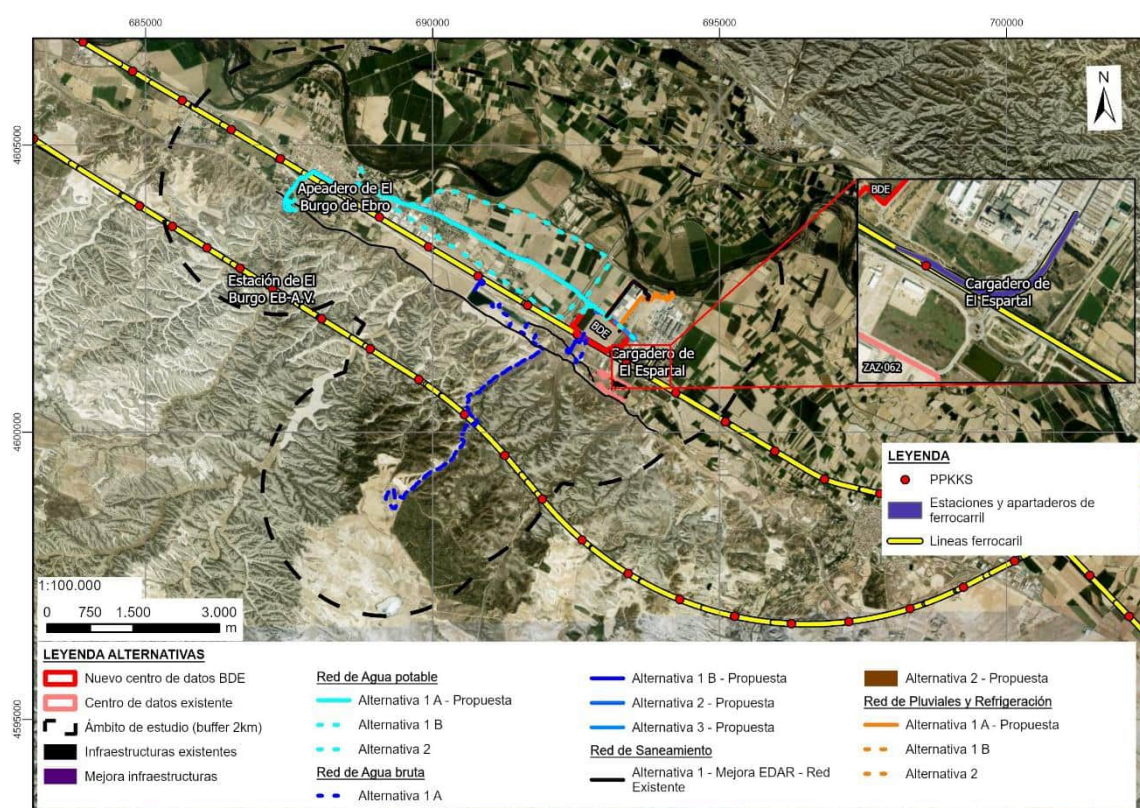 685000
690000
695000
700000
4605000
4600000
4595000
N
Apeadero de El
Burgo de Ebro
Estación de El
Burgo EB-A.V.
BDE
Cargadero de
El Espartal
BDE
Cargadero de
El Espartal
ZAZ 062
LEYENDA
PPKKS
Estaciones y apartaderos de
ferrocarril
Lineas ferrocaril
1:100.000
0 750 1.500 3.000
m
LEYENDA ALTERNATIVAS
Nuevo centro de datos BDE
Centro de datos existente
Ámbito de estudio (buffer 2km)
Infraestructuras existentes
Mejora infraestructuras
Red de Agua potable
Alternativa 1 A - Propuesta
Alternativa 1 B
Alternativa 2
Red de Agua bruta
Alternativa 1 A
Alternativa 1 B - Propuesta
Alternativa 2 - Propuesta
Alternativa 3 - Propuesta
Red de Saneamiento
Alternativa 1 - Mejora EDAR - Red
Existente
Alternativa 2 - Propuesta
Red de Pluviales y Refrigeración
Alternativa 1 A - Propuesta
Alternativa 1 B
Alternativa 2